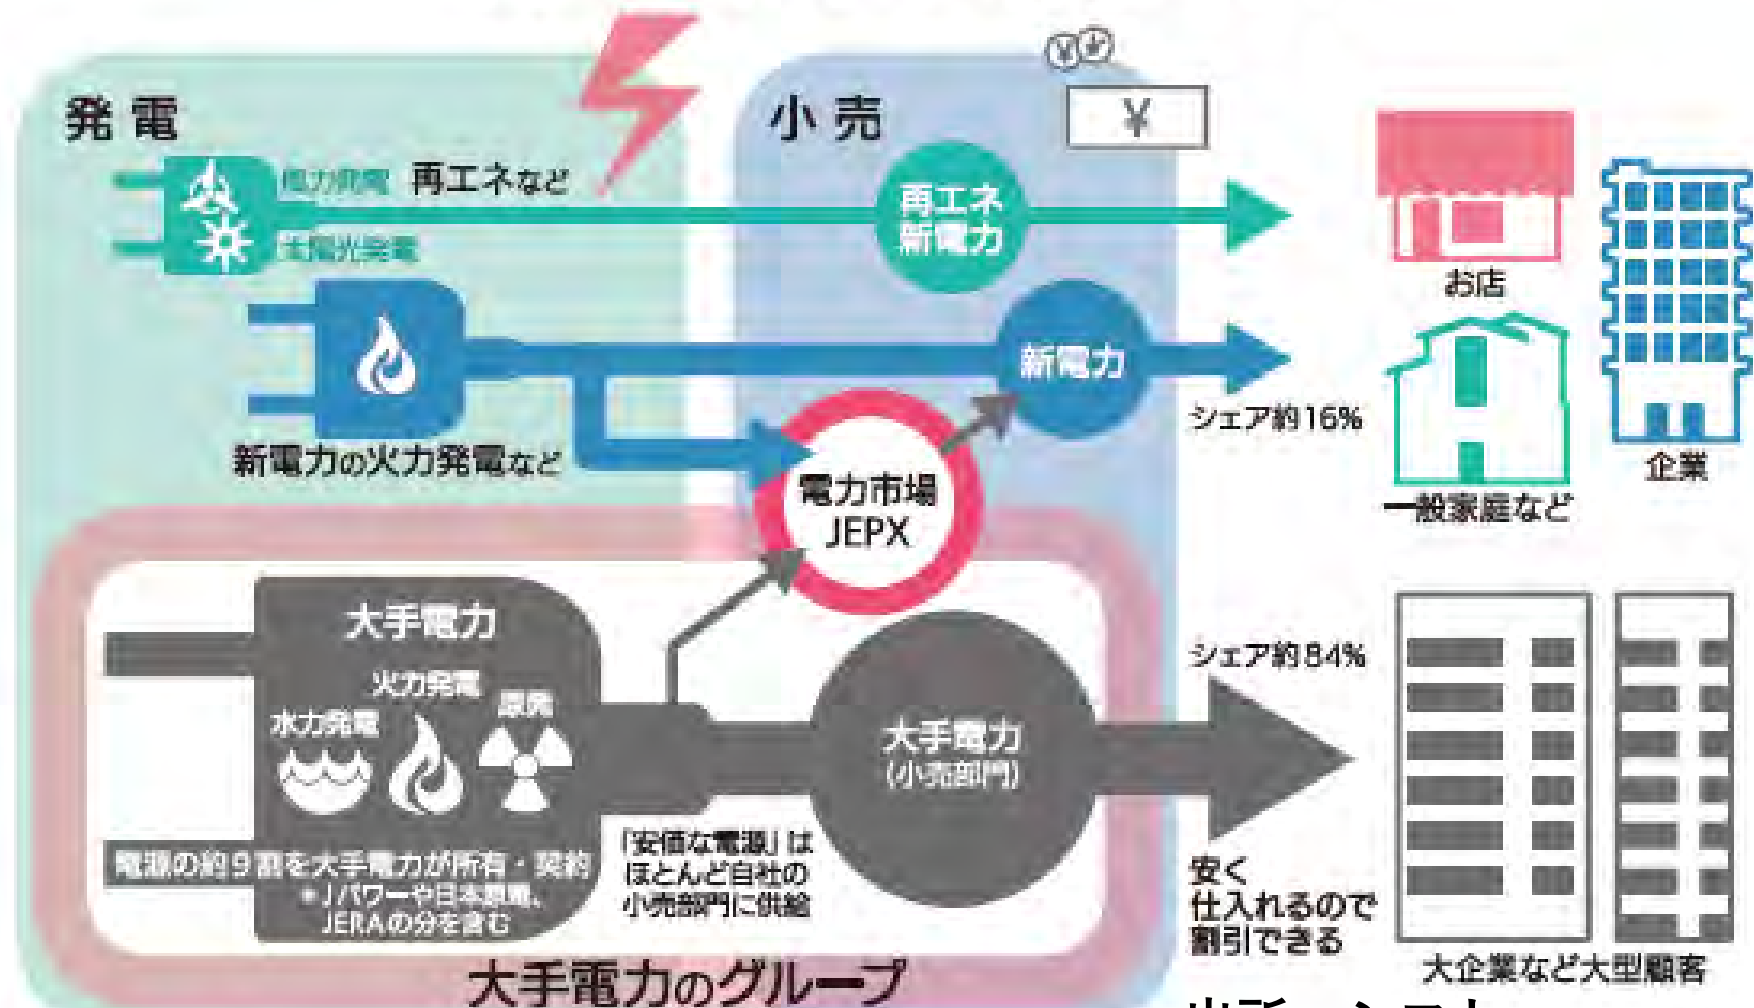 発電
小売
¥
¥
風力発電
再エネなど
太陽光発電
再エネ
新電力
お店
新電力
シェア約16%
企業
新電力の火力発電など
電力市場
JEPX
一般家庭など
大手電力
火力発電
原発
水力発電
シェア約84%
大手電力
(小売部門)
電源の約9割を大手電力が所有・契約
*Jパワーや日本原電、
JERAの分を含む
「安価な電源」は
ほとんど自社の
小売部門に供給
安く
仕入れるので
割引できる
大企業など大型顧客
大手電力のグループ